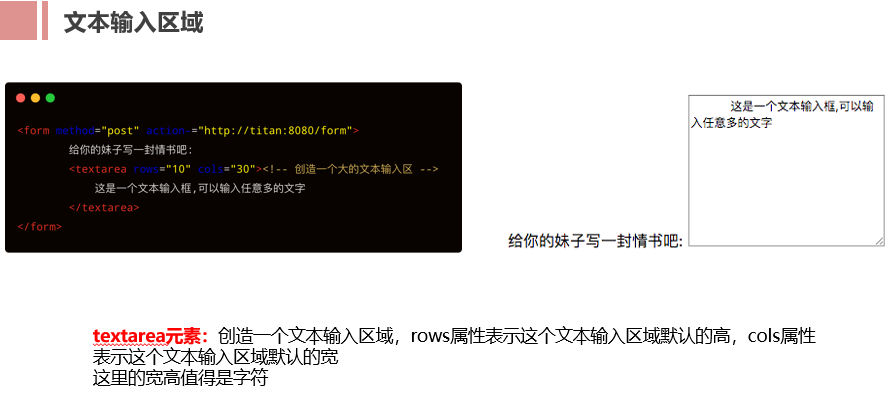 文本输入区域
<form method="post" action-="http://titan:8080/form">
给你的妹子写一封情书吧:
<textarea rows="10" cols="30"><!-- 创造一个大的文本输入区 -->
这是一个文本输入框,可以输入任意多的文字
</textarea>
</form>
这是一个文本输入框,可以输
入任意多的文字
给你的妹子写一封情书吧:
textarea元素：创造一个文本输入区域，rows属性表示这个文本输入区域默认的高，cols属性
表示这个文本输入区域默认的宽
这里的宽高值得是字符